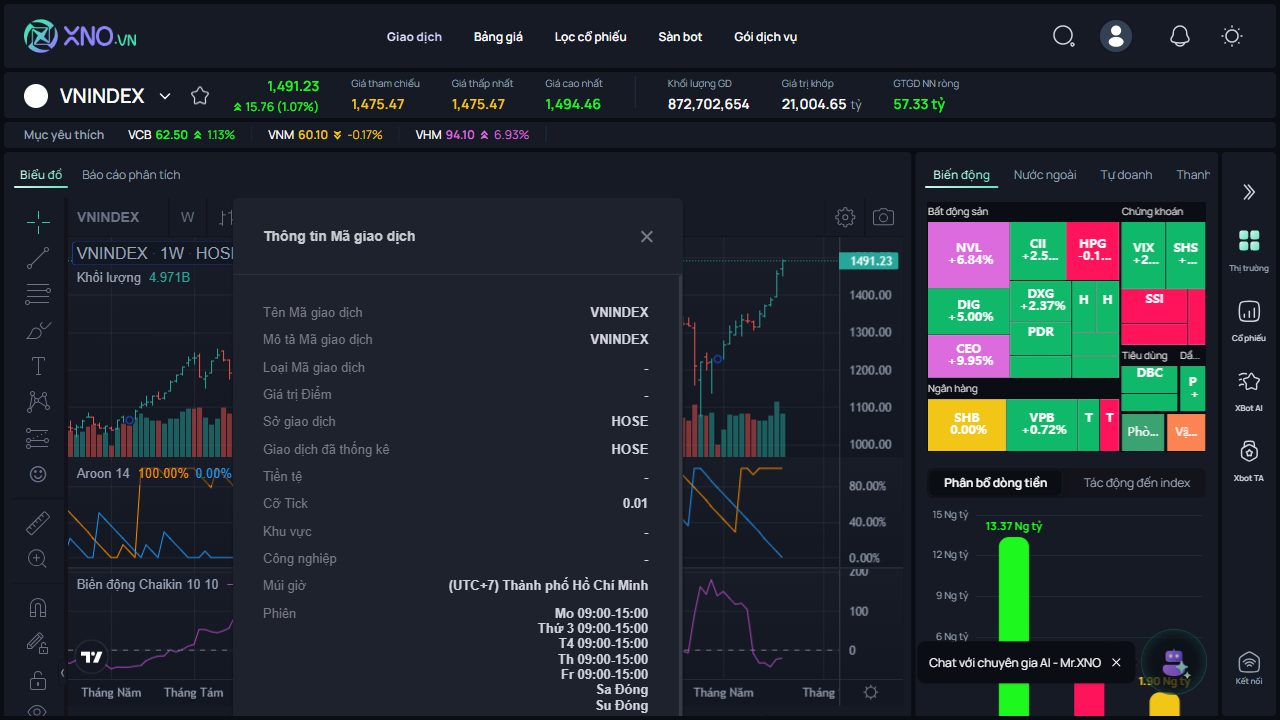 XNO.VN
Giao dịch
Bảng giá
Lọc cổ phiếu
Sàn bot
Gói dịch vụ
VNINDEX
1,491.23
15.76 (1.07%)
Giá tham chiếu
1,475.47
Giá thấp nhất
1,475.47
Giá cao nhất
1,494.46
Khối lượng GD
872,702,654
Giá trị khớp
21,004.65 tỷ
GTGD NN ròng
57.33 tỷ
Mục yêu thích
VCB 62.50 1.13%
VNM 60.10 -0.17%
VHM 94.10 6.93%
Biểu đồ
Báo cáo phân tích
VNINDEX
W
VNINDEX · 1W · HOSE
Khối lượng 4.971B
Aroon 14 100.00% 0.00%
Biến động Chaikin 10 10
Tháng Năm
Tháng Tám
Thông tin Mã giao dịch
Tên Mã giao dịch VNINDEX
Mô tả Mã giao dịch VNINDEX
Loại Mã giao dịch -
Giá trị Điểm -
Sở giao dịch HOSE
Giao dịch đã thống kê HOSE
Tiền tệ -
Cỡ Tick 0.01
Khu vực -
Công nghiệp -
Múi giờ (UTC+7) Thành phố Hồ Chí Minh
Phiên Mo 09:00-15:00
Thứ 3 09:00-15:00
T4 09:00-15:00
Th 09:00-15:00
Fr 09:00-15:00
Sa Đóng
Su Đóng
1491.23
1400.00
1300.00
1200.00
1100.00
1000.00
80.00%
40.00%
0.00%
200
100
0
Tháng Năm
Tháng
Biến động
Nước ngoài
Tự doanh
Thanh
Bất động sản
NVL
+6.84%
DIG
+5.00%
CEO
+9.95%
CII
+2.5...
HPG
-0.1...
DXG
+2.37%
H
H
PDR
Chứng khoán
VIX
+2...
SHS
+...
SSI
Tiêu dùng
Dầ...
DBC
P
+
Ngân hàng
SHB
0.00%
VPB
+0.72%
T
T
Phò...
Vậ...
Phân bổ dòng tiền
Tác động đến index
15 Ng tỷ
12 Ng tỷ
9 Ng tỷ
6 Ng tỷ
13.37 Ng tỷ
1.90 Ng tỷ
Chat với chuyên gia AI - Mr.XNO
Thị trường
Cổ phiếu
XBot AI
Xbot TA
Kết nối